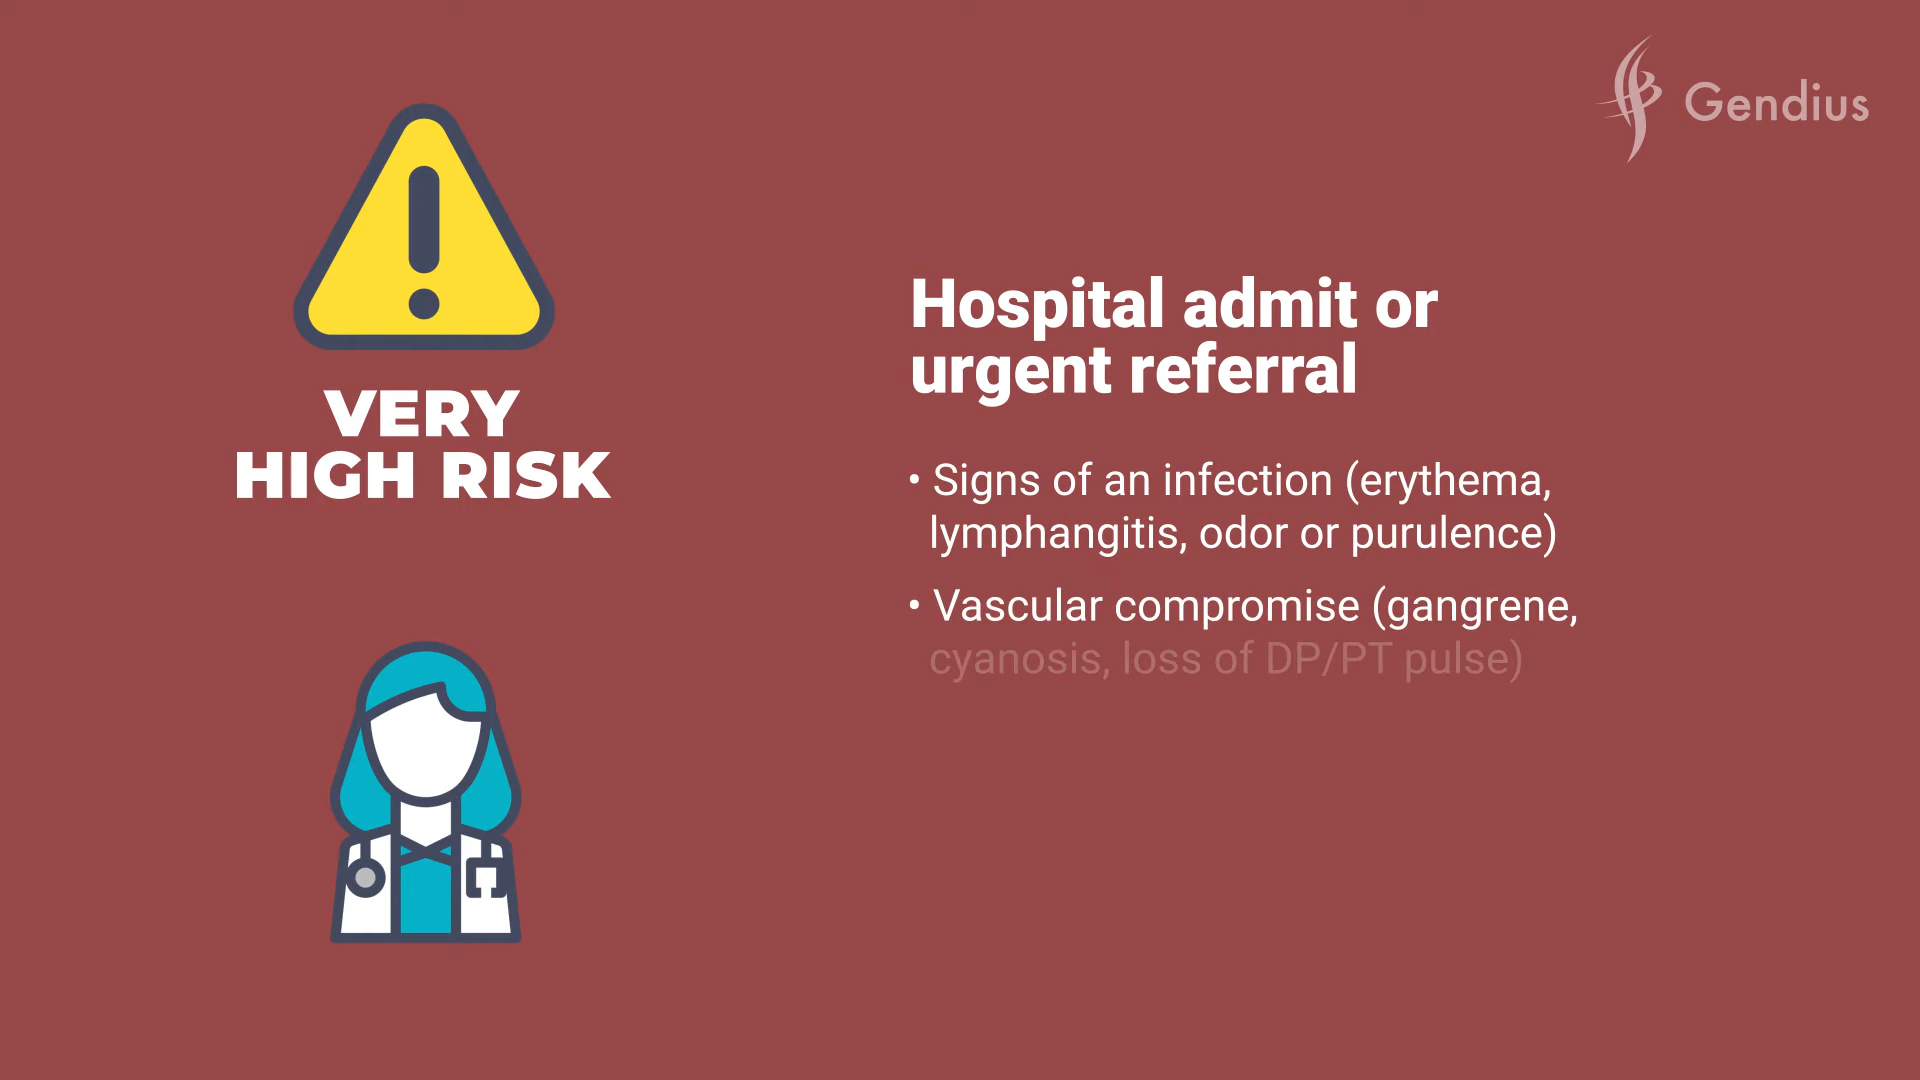 Gendius
VERY
HIGH RISK
Hospital admit or
urgent referral
• Signs of an infection (erythema,
lymphangitis, odor or purulence)
• Vascular compromise (gangrene,
cyanosis, loss of DP/PT pulse)